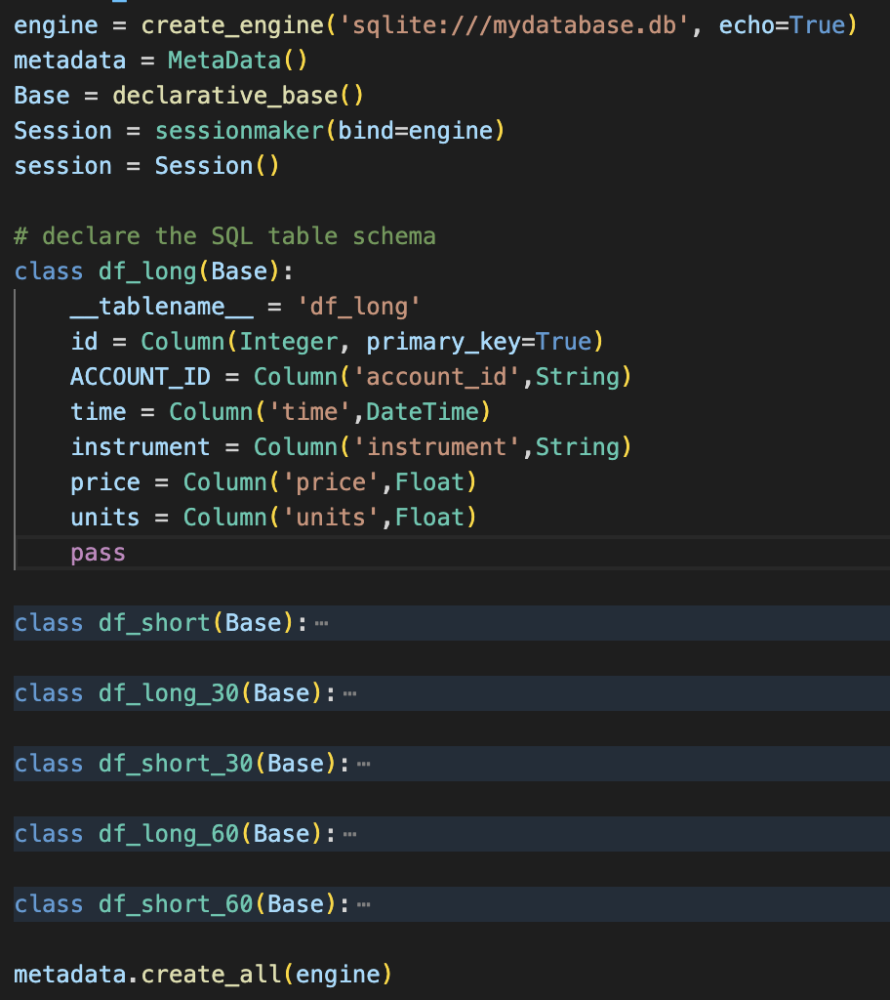 engine = create_engine('sqlite:///mydatabase.db', echo=True)
metadata = MetaData()
Base = declarative_base()
Session = sessionmaker(bind=engine)
session = Session()
# declare the SQL table schema
class df_long(Base):
    __tablename__ = 'df_long'
    id = Column(Integer, primary_key=True)
    ACCOUNT_ID = Column('account_id',String)
    time = Column('time',DateTime)
    instrument = Column('instrument',String)
    price = Column('price',Float)
    units = Column('units',Float)
    pass
class df_short(Base):…
class df_long_30(Base):…
class df_short_30(Base):…
class df_long_60(Base):…
class df_short_60(Base):…
metadata.create_all(engine)